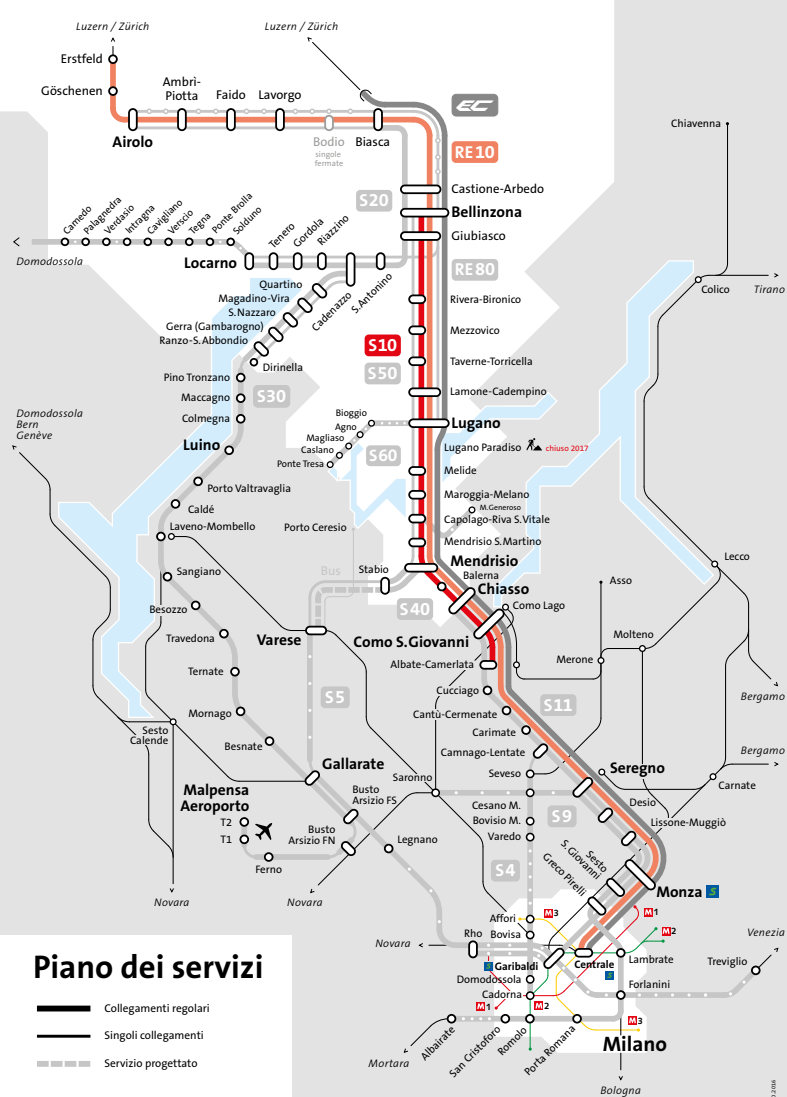 Luzern / Zürich
Luzern / Zürich
Erstfeld
Göschenen
Ambrì-
Piotta
Faido
Lavorgo
Airolo
Bodio
singole
fermate
Biasca
EC
RE10
Chiavenna
Castione-Arbedo
S20
Bellinzona
Giubiasco
Camedo
Palagnedra
Verdasio
Intragna
Cavigliano
Verscio
Tegna
Ponte Brolla
Solduno
Domodossola
Locarno
Tenero
Gordola
Riazzino
Cadenazzo
S.Antonino
RE80
Colico
Tirano
Quartino
Magadino-Vira
S.Nazzaro
Gerra (Gambarogno)
Ranzo-S.Abbondio
Dirinella
Rivera-Bironico
Mezzovico
S10
S50
Taverne-Torricella
Lamone-Cadempino
Pino Tronzano
Maccagno
Colmegna
S30
Domodossola
Bern
Genève
Luino
Bioggio
Agno
Magliaso
Caslano
Ponte Tresa
Lugano
Lugano Paradiso
chiuso 2017
S60
Melide
Maroggia-Melano
M.Generoso
Capolago-Riva S.Vitale
Mendrisio S.Martino
Porto Valtravaglia
Caldé
Laveno-Mombello
Porto Ceresio
Mendrisio
Balerna
Chiasso
Como Lago
Lecco
Asso
Sangiano
Bus
Stabio
S40
Besozzo
Travedona
Varese
Como S.Giovanni
Albate-Camerlata
Molteno
Merone
Ternate
Mornago
Besnate
S5
Cucciago
Cantù-Cermenate
Carimate
Camnago-Lentate
S11
Bergamo
Sesto
Calende
Gallarate
Saronno
Seveso
Seregno
Bergamo
Carnate
Malpensa
Aeroporto
T2
T1
Ferno
Busto
Arsizio FS
Busto
Arsizio FN
Legnano
Cesano M.
Bovisio M.
Varedo
S9
Desio
Lissone-Muggiò
Sesto
S.Giovanni
Greco Pirelli
S4
Monza
S
Novara
Novara
Affori
M3
M1
M2
Bovisa
Rho
Novara
S
Garibaldi
Centrale
S
Lambrate
Venezia
Treviglio
Domodossola
Cadorna
M1
M2
Forlanini
M3
Albairate
San Cristoforo
Romolo
Porta Romana
Milano
Mortara
Bologna
Piano dei servizi
Collegamenti regolari
Singoli collegamenti
Servizio progettato